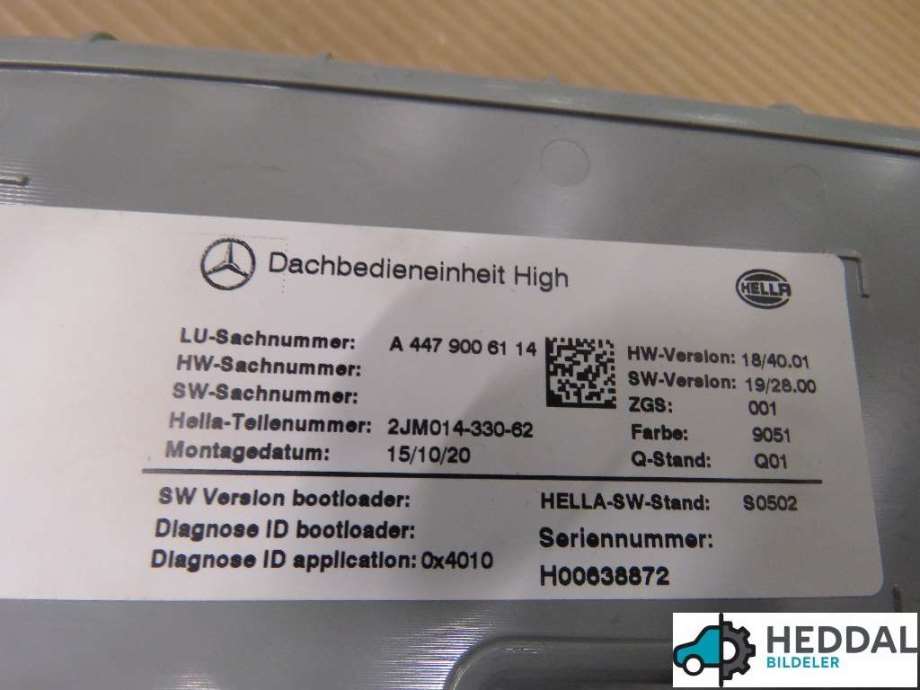 Dachbedieneinheit High
HELLA
LU-Sachnummer: A 447 900 61 14
HW-Sachnummer:
SW-Sachnummer:
Hella-Teilenummer: 2JM014-330-62
Montagedatum: 15/10/20
HW-Version: 18/40.01
SW-Version: 19/28.00
ZGS: 001
Farbe: 9051
Q-Stand: Q01
SW Version bootloader:
Diagnose ID bootloader:
Diagnose ID application: 0x4010
HELLA-SW-Stand: S0502
Seriennummer:
H00638872
HEDDAL
BILDELER